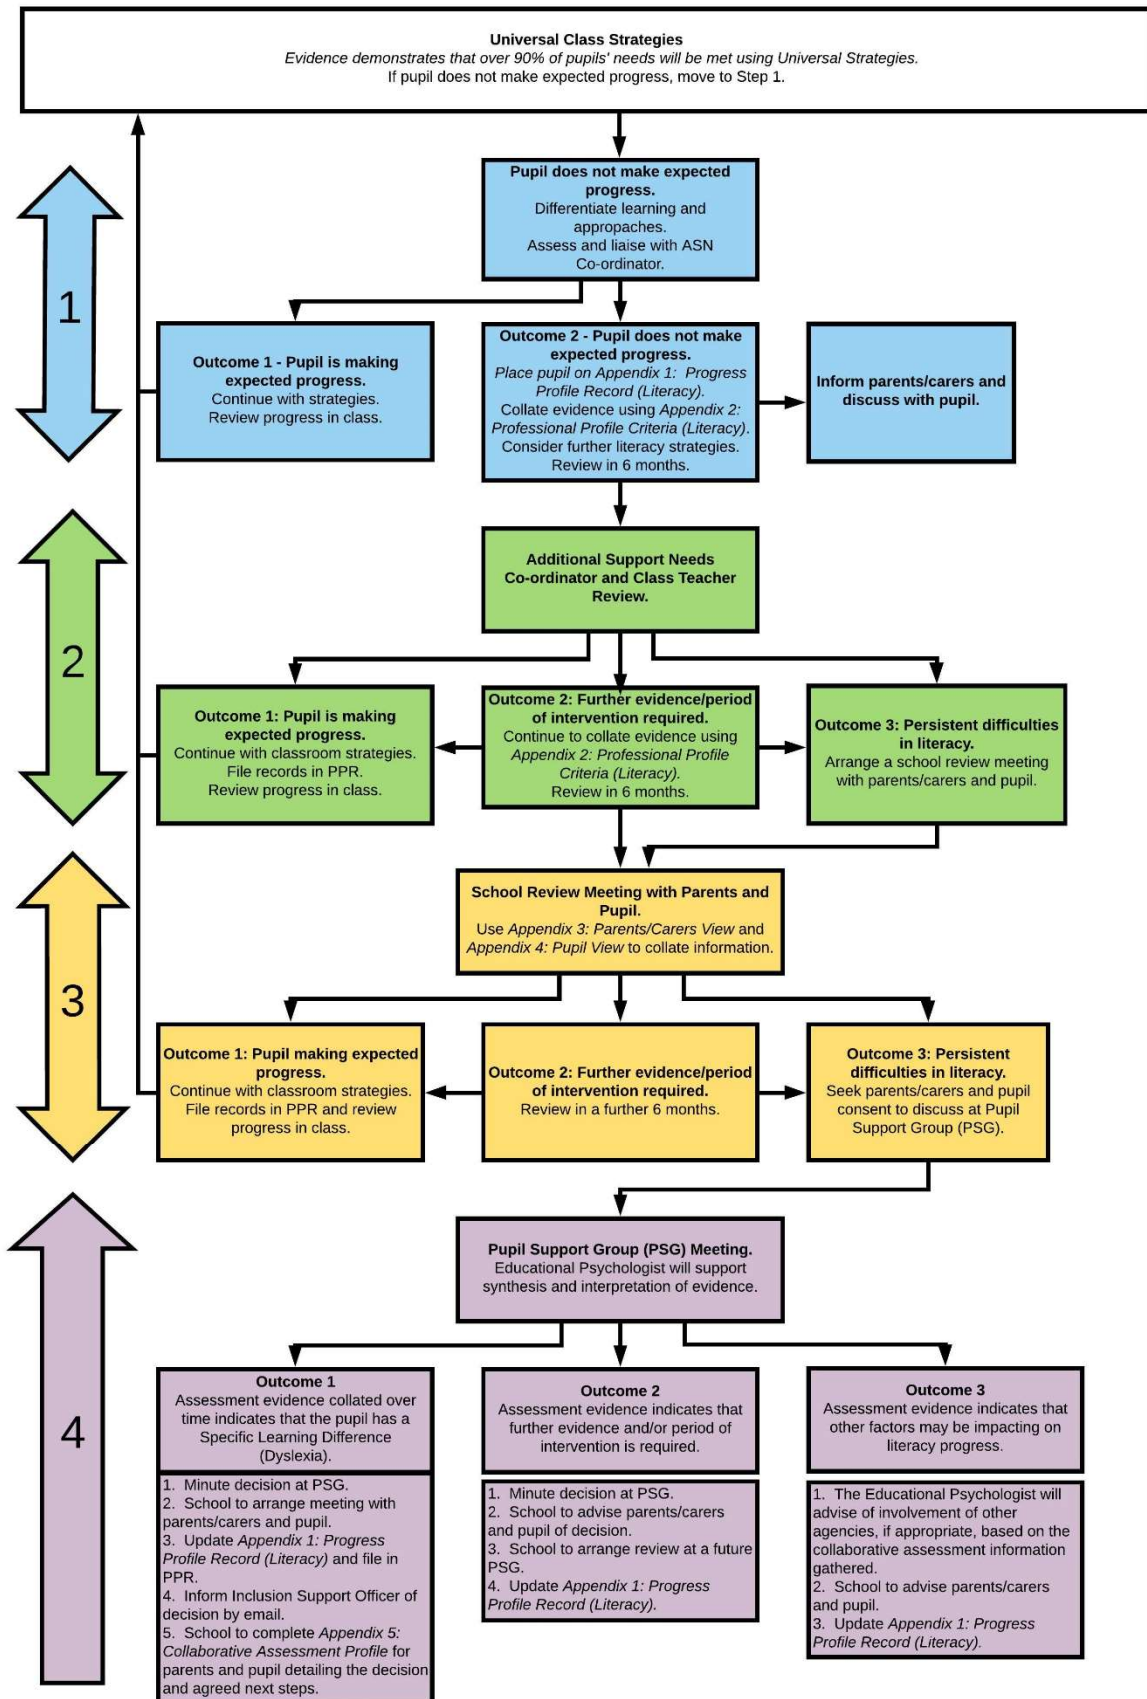 Universal Class Strategies
Evidence demonstrates that over 90% of pupils' needs will be met using Universal Strategies.
If pupil does not make expected progress, move to Step 1.
1
Pupil does not make expected
progress.
Differentiate learning and
appropaches.
Assess and liaise with ASN
Co-ordinator.
Outcome 1 - Pupil is making
expected progress.
Continue with strategies.
Review progress in class.
Outcome 2 - Pupil does not make
expected progress.
Place pupil on Appendix 1: Progress
Profile Record (Literacy).
Collate evidence using Appendix 2:
Professional Profile Criteria (Literacy).
Consider further literacy strategies.
Review in 6 months.
Inform parents/carers and
discuss with pupil.
2
Additional Support Needs
Co-ordinator and Class Teacher
Review.
Outcome 1: Pupil is making
expected progress.
Continue with classroom strategies.
File records in PPR.
Review progress in class.
Outcome 2: Further evidence/period
of intervention required.
Continue to collate evidence using
Appendix 2: Professional Profile
Criteria (Literacy).
Review in 6 months.
Outcome 3: Persistent difficulties
in literacy.
Arrange a school review meeting
with parents/carers and pupil.
3
School Review Meeting with Parents and
Pupil.
Use Appendix 3: Parents/Carers View and
Appendix 4: Pupil View to collate information.
Outcome 1: Pupil making expected
progress.
Continue with classroom strategies.
File records in PPR and review
progress in class.
Outcome 2: Further evidence/period
of intervention required.
Review in a further 6 months.
Outcome 3: Persistent
difficulties in literacy.
Seek parents/carers and pupil
consent to discuss at Pupil
Support Group (PSG).
4
Pupil Support Group (PSG) Meeting.
Educational Psychologist will support
synthesis and interpretation of evidence.
Outcome 1
Assessment evidence collated over
time indicates that the pupil has a
Specific Learning Difference
(Dyslexia).
1. Minute decision at PSG.
2. School to arrange meeting with
parents/carers and pupil.
3. Update Appendix 1: Progress
Profile Record (Literacy) and file in
PPR.
4. Inform Inclusion Support Officer of
decision by email.
5. School to complete Appendix 5:
Collaborative Assessment Profile for
parents and pupil detailing the decision
and agreed next steps.
Outcome 2
Assessment evidence indicates that
further evidence and/or period of
intervention is required.
1. Minute decision at PSG.
2. School to advise parents/carers
and pupil of decision.
3. School to arrange review at a future
PSG.
4. Update Appendix 1: Progress
Profile Record (Literacy).
Outcome 3
Assessment evidence indicates that
other factors may be impacting on
literacy progress.
1. The Educational Psychologist will
advise of involvement of other
agencies, if appropriate, based on the
collaborative assessment information
gathered.
2. School to advise parents/carers
and pupil.
3. Update Appendix 1: Progress
Profile Record (Literacy).